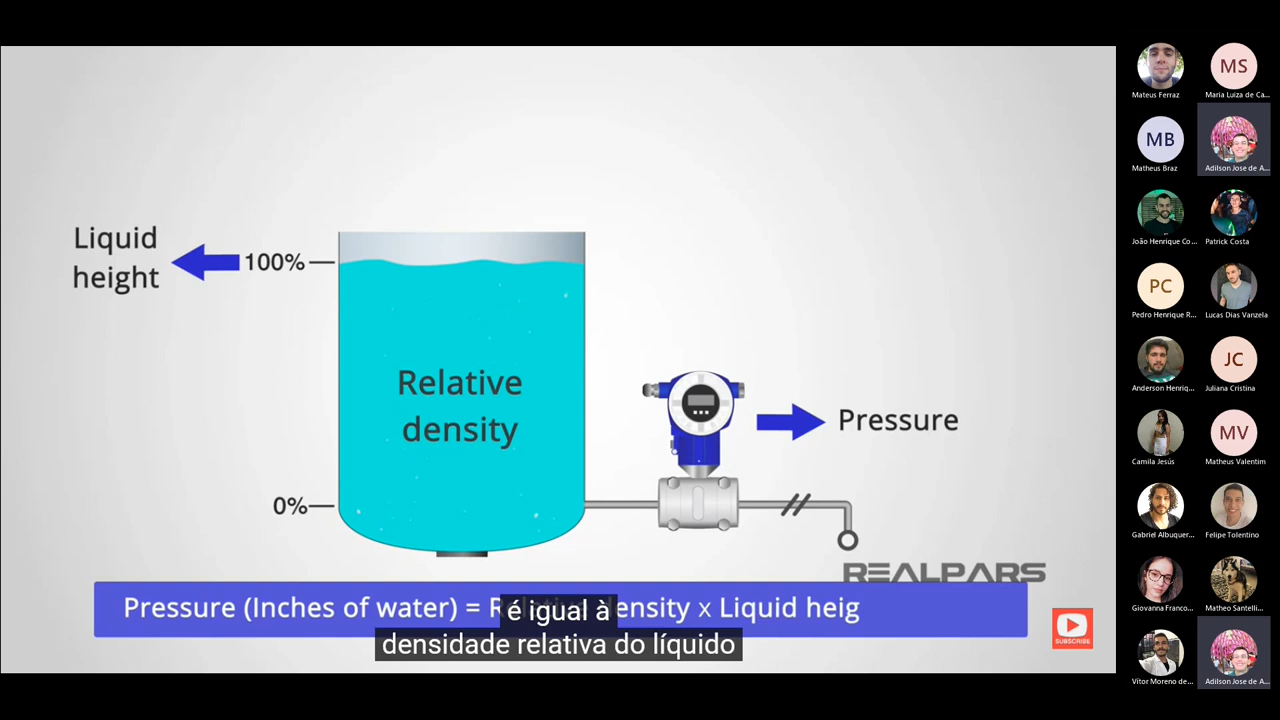 Liquid
height
100%
Relative
density
Pressure
0%
REALPARS
Pressure (Inches of water) = R ensity x Liquid heig
é igual à
densidade relativa do líquido
SUBSCRIBE
Mateus Ferraz
MS
Maria Luiza de Ca...
MB
Matheus Braz
Adilson Jose de A...
João Henrique Co...
Patrick Costa
PC
Pedro Henrique R...
Lucas Dias Vanzela
Anderson Henriq...
JC
Juliana Cristina
Camila Jesús
MV
Matheus Valentim
Gabriel Albuquer...
Felipe Tolentino
Giovanna Franco...
Matheo Santelli...
Vítor Moreno de...
Adilson Jose de A...